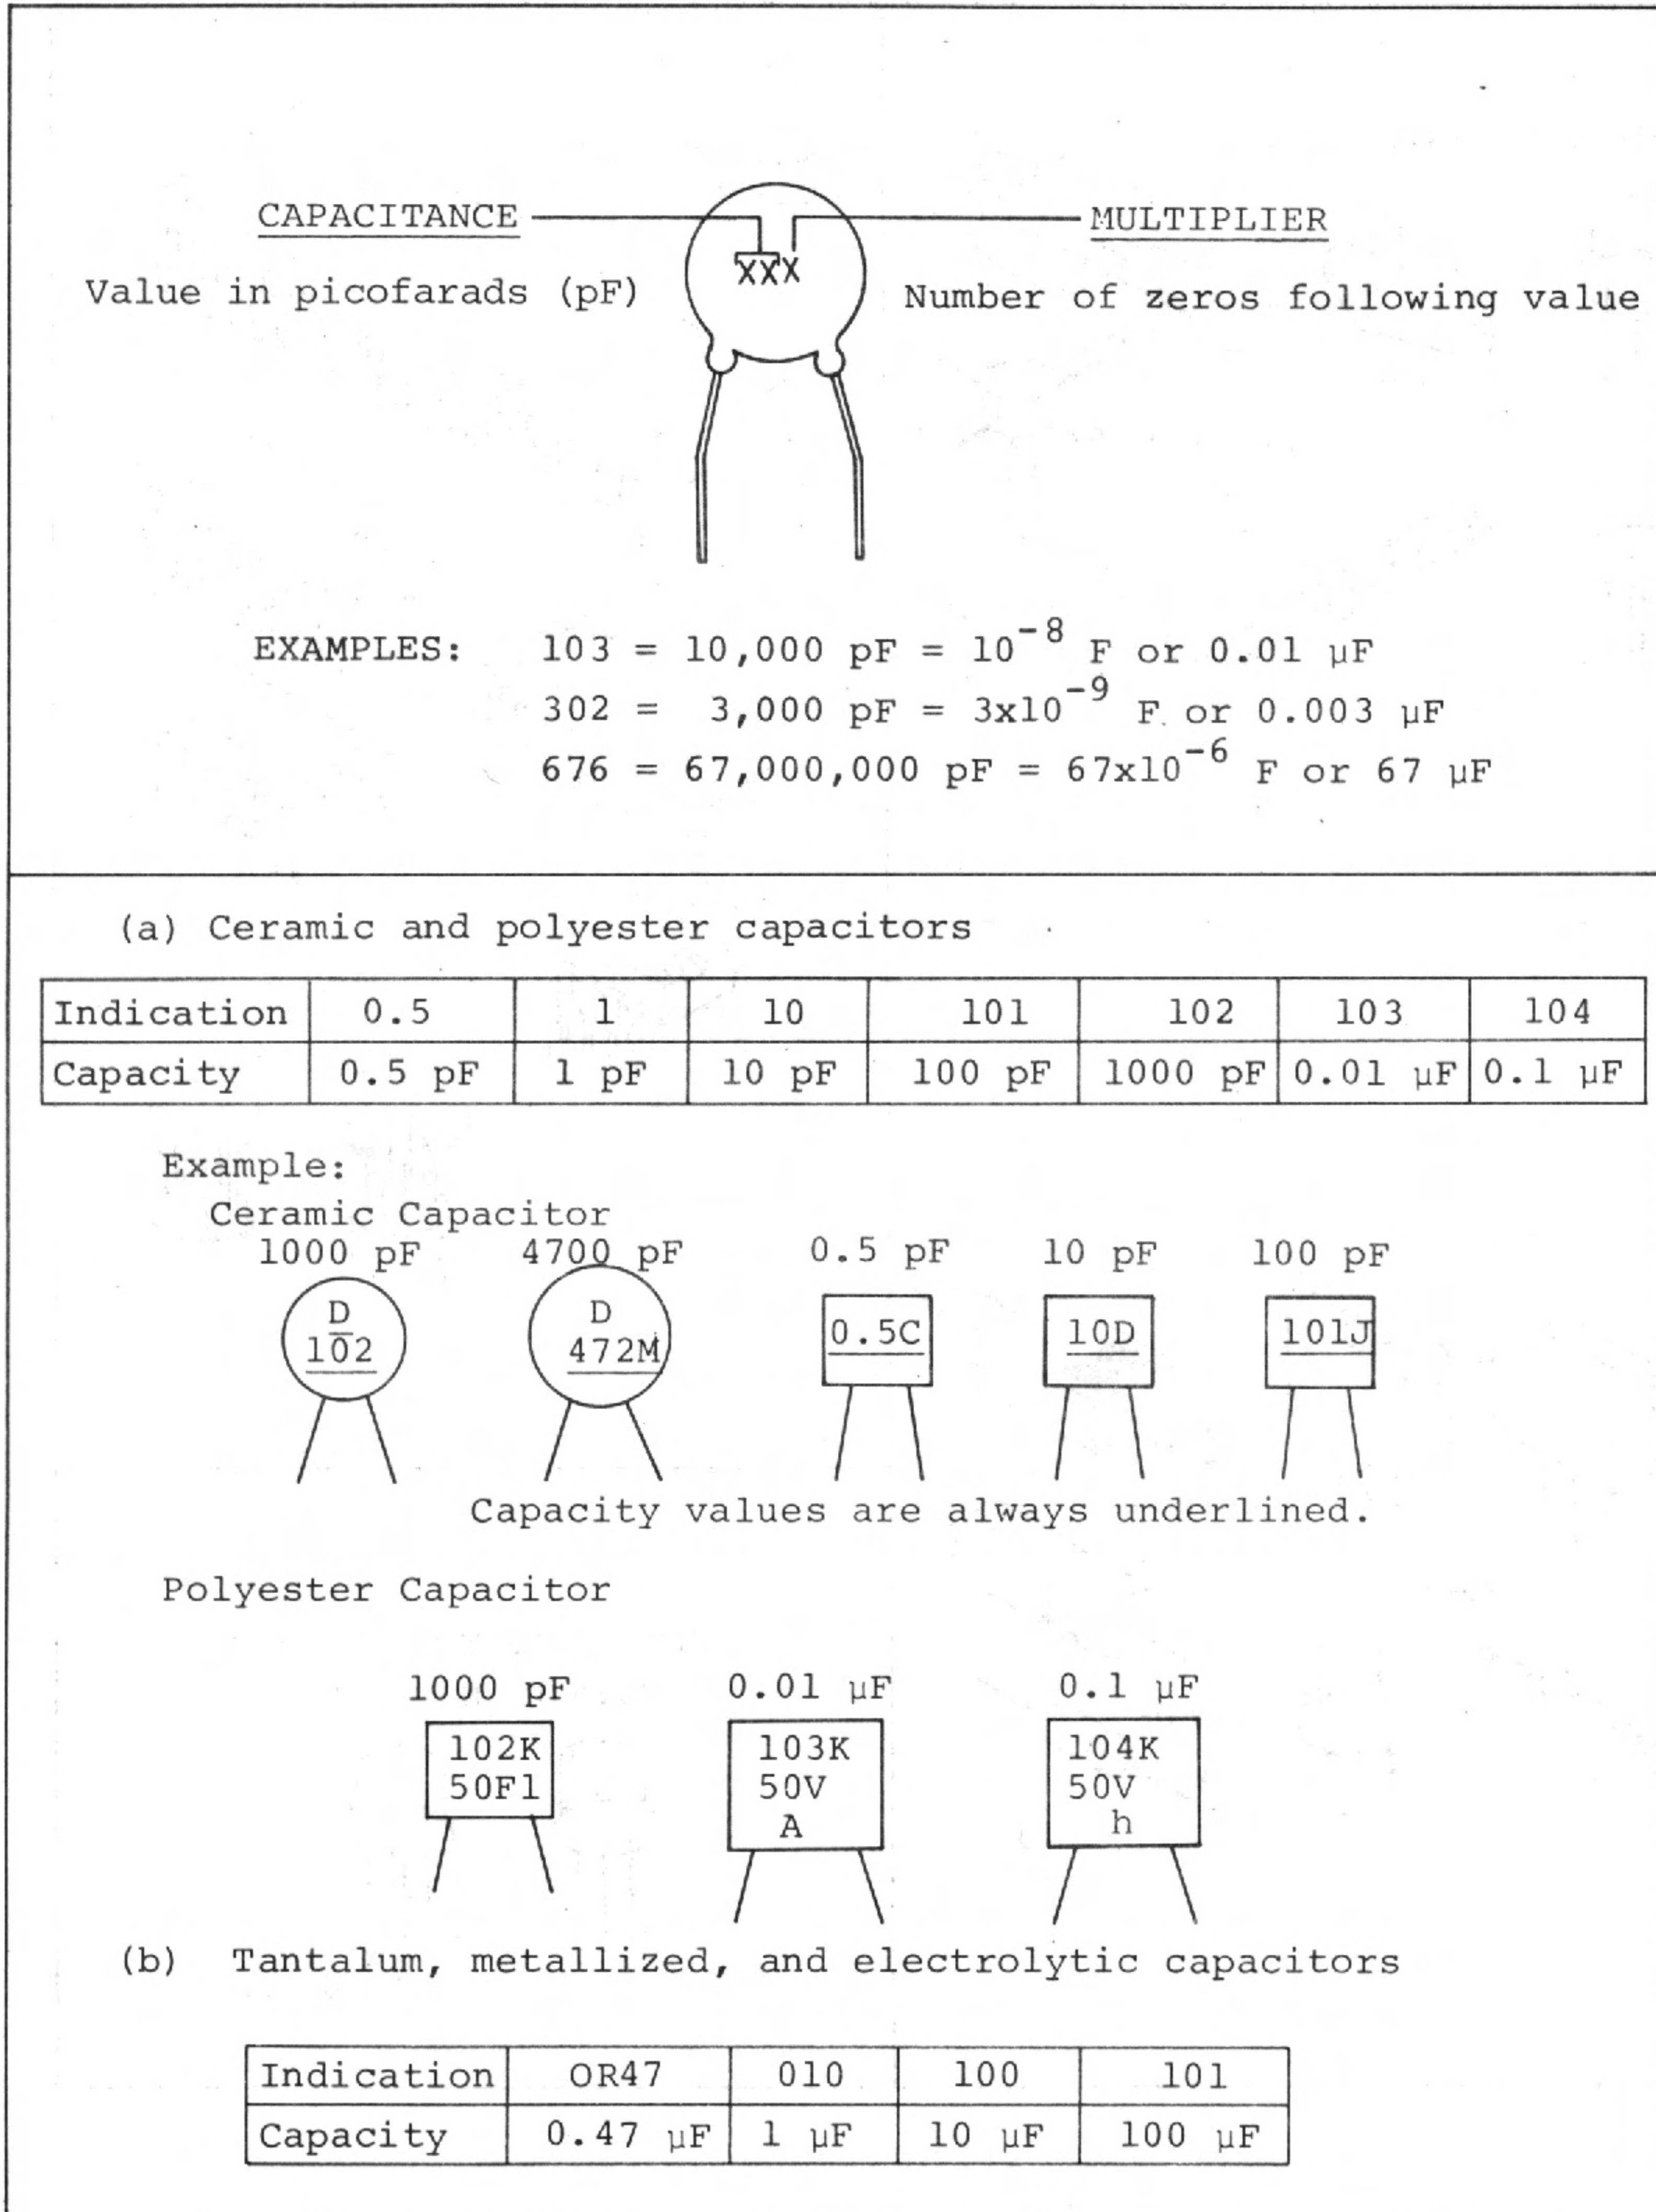 CAPACITANCE MULTIPLIER
XXX
Value in picofarads (pF) Number of zeros following value
EXAMPLES: 103 = 10,000 pF = 10⁻⁸ F or 0.01 µF
302 = 3,000 pF = 3x10⁻⁹ F or 0.003 µF
676 = 67,000,000 pF = 67x10⁻⁶ F or 67 µF
(a) Ceramic and polyester capacitors
Indication 0.5 1 10 101 102 103 104
Capacity 0.5 pF 1 pF 10 pF 100 pF 1000 pF 0.01 µF 0.1 µF
Example:
Ceramic Capacitor
1000 pF 4700 pF 0.5 pF 10 pF 100 pF
D D
102 472M 0.5C 10D 101J
Capacity values are always underlined.
Polyester Capacitor
1000 pF 0.01 µF 0.1 µF
102K 103K 104K
50F1 50V 50V
A h
(b) Tantalum, metallized, and electrolytic capacitors
Indication OR47 010 100 101
Capacity 0.47 µF 1 µF 10 µF 100 µF